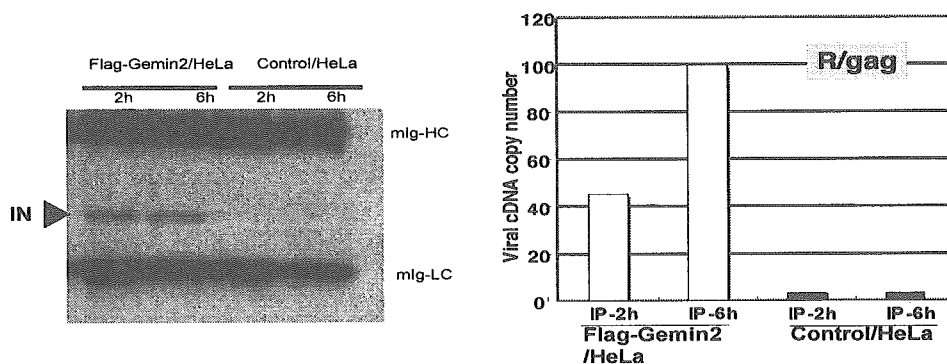 Flag-Gemin2/HeLa Control/HeLa
2h 6h 2h 6h
mIg-HC
IN
mIg-LC
120
100
80
60
40
20
0
Viral cDNA copy number
R/gag
IP-2h IP-6h IP-2h IP-6h
Flag-Gemin2 Control/HeLa
/HeLa